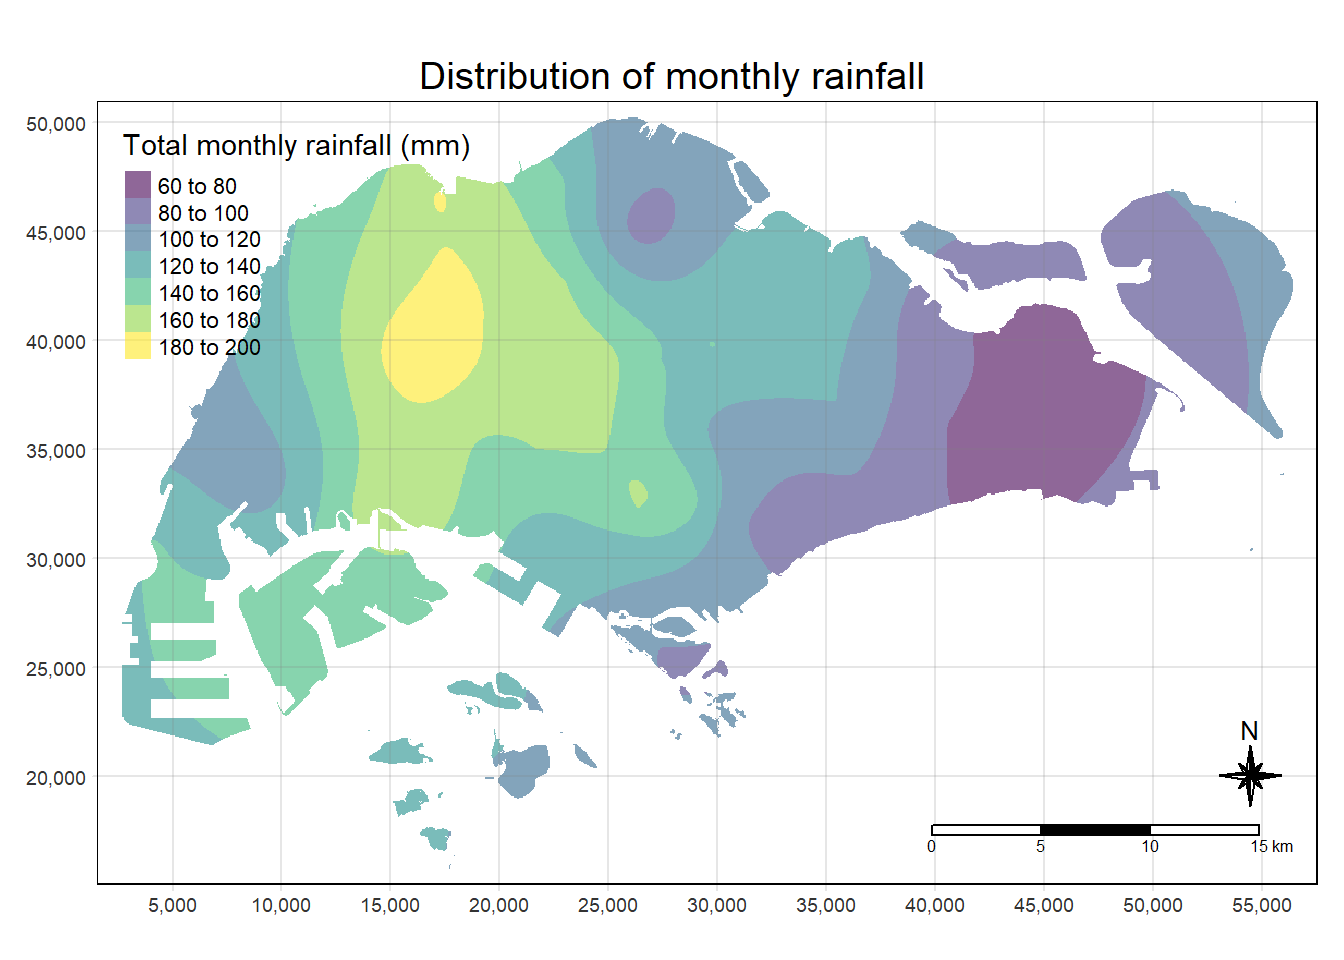 Distribution of monthly rainfall
Total monthly rainfall (mm)
60 to 80
80 to 100
100 to 120
120 to 140
140 to 160
160 to 180
180 to 200
50,000
45,000
40,000
35,000
30,000
25,000
20,000
N
0 5 10 15 km
5,000 10,000 15,000 20,000 25,000 30,000 35,000 40,000 45,000 50,000 55,000